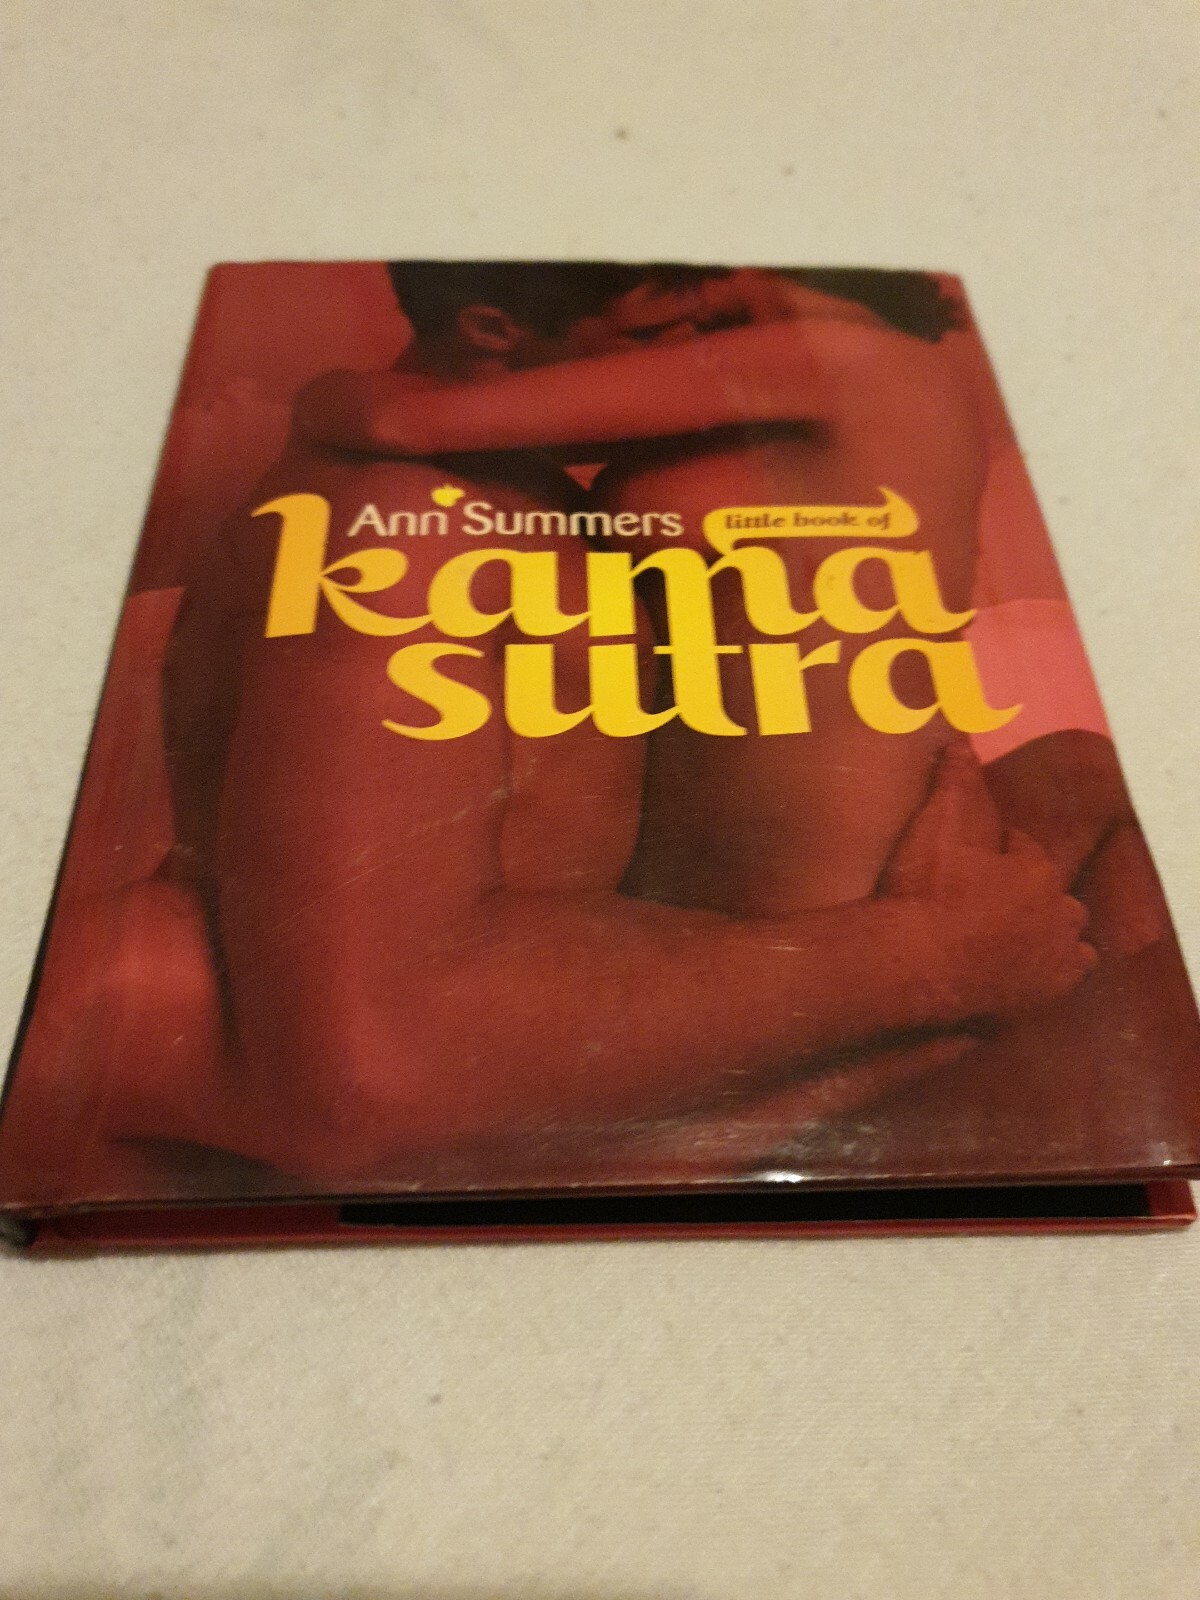 Ann Summers little book of
kama
sutra